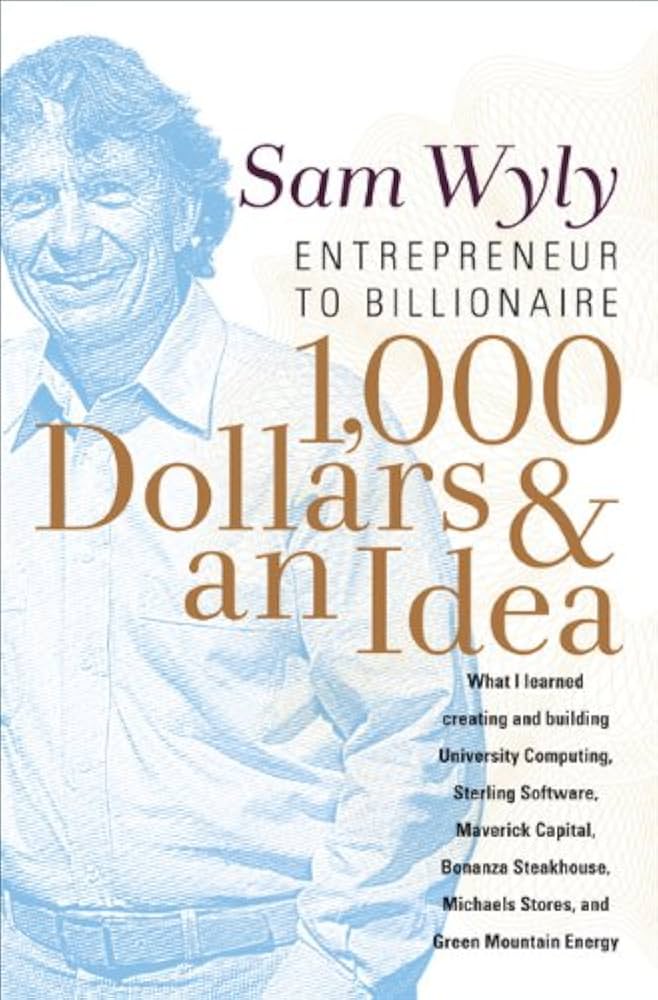 Sam Wyly
ENTREPRENEUR
TO BILLIONAIRE
1,000
Dollars &
an Idea
What I learned
creating and building
University Computing,
Sterling Software,
Maverick Capital,
Bonanza Steakhouse,
Michaels Stores, and
Green Mountain Energy